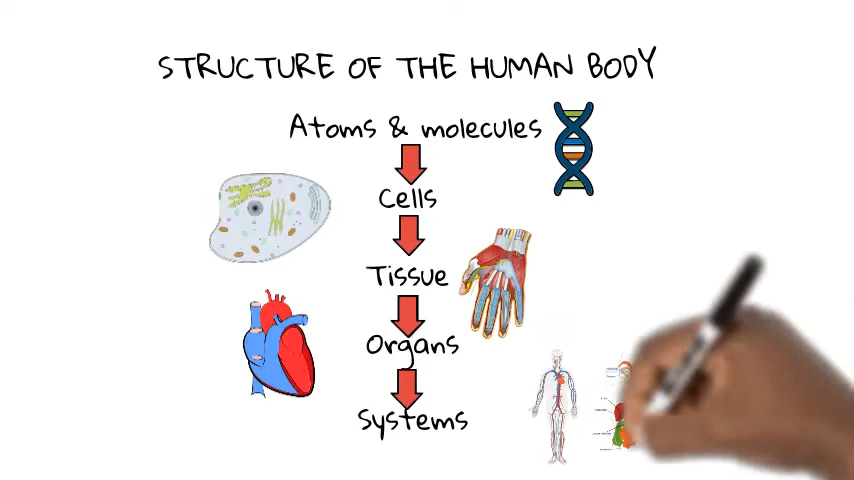 STRUCTURE OF THE HUMAN BODY
Atoms & molecules
Cells
Tissue
Organs
Systems